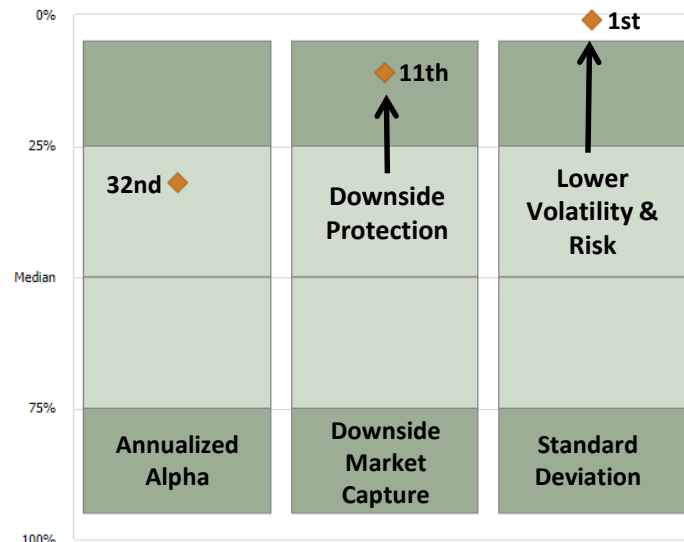 0%
1st
11th
25%
32nd
Downside
Protection
Lower
Volatility &
Risk
Median
75%
Annualized
Alpha
Downside
Market
Capture
Standard
Deviation
100%